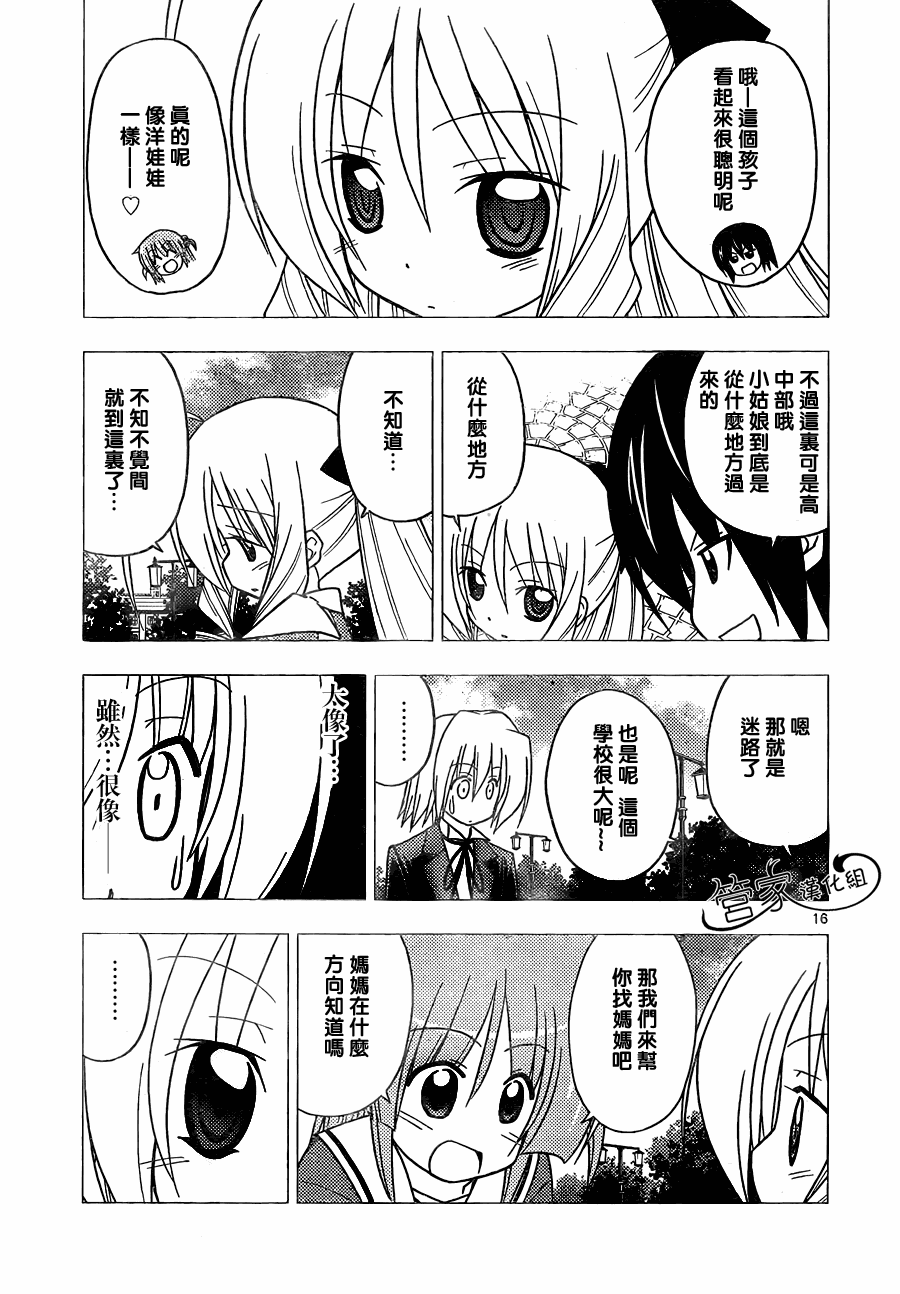 哦—這個孩子
看起來很聰明呢
眞的呢
像洋娃娃
一樣——♡
不過這裏可是高
中部哦
小姑娘到底是
從什麼地方過
來的
從什麼地方
不知道…
不知不覺間
就到這裏了…
嗯
那就是
迷路了
也是呢 這個
學校很大呢~
………
太像了…
雖然…很像——
管家漢化組
16
那我們來幫
你找媽媽吧
媽媽在什麼
方向知道嗎
………